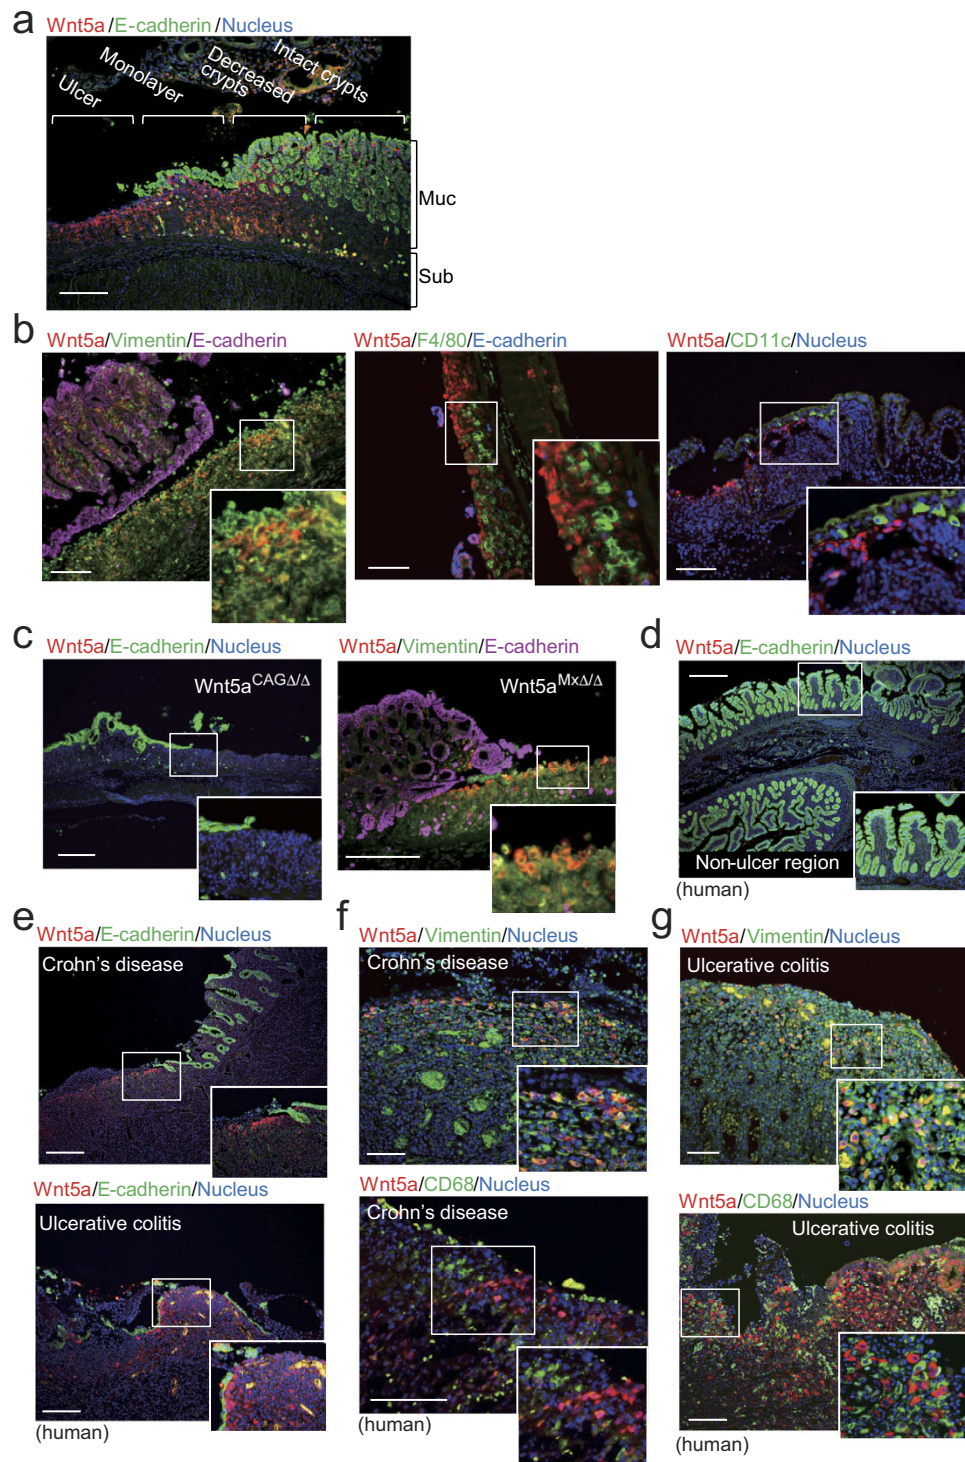 a
Wnt5a/E-cadherin/Nucleus
Ulcer
Monolayer
Decreased
crypts
Intact crypts
Muc
Sub
b
Wnt5a/Vimentin/E-cadherin
Wnt5a/F4/80/E-cadherin
Wnt5a/CD11c/Nucleus
c
Wnt5a/E-cadherin/Nucleus
Wnt5a^CAGΔ/Δ
Wnt5a/Vimentin/E-cadherin
Wnt5a^MxΔ/Δ
d
Wnt5a/E-cadherin/Nucleus
Non-ulcer region
(human)
e
Wnt5a/E-cadherin/Nucleus
Crohn's disease
Wnt5a/E-cadherin/Nucleus
Ulcerative colitis
(human)
f
Wnt5a/Vimentin/Nucleus
Crohn's disease
Wnt5a/CD68/Nucleus
Crohn's disease
(human)
g
Wnt5a/Vimentin/Nucleus
Ulcerative colitis
Wnt5a/CD68/Nucleus
Ulcerative colitis
(human)